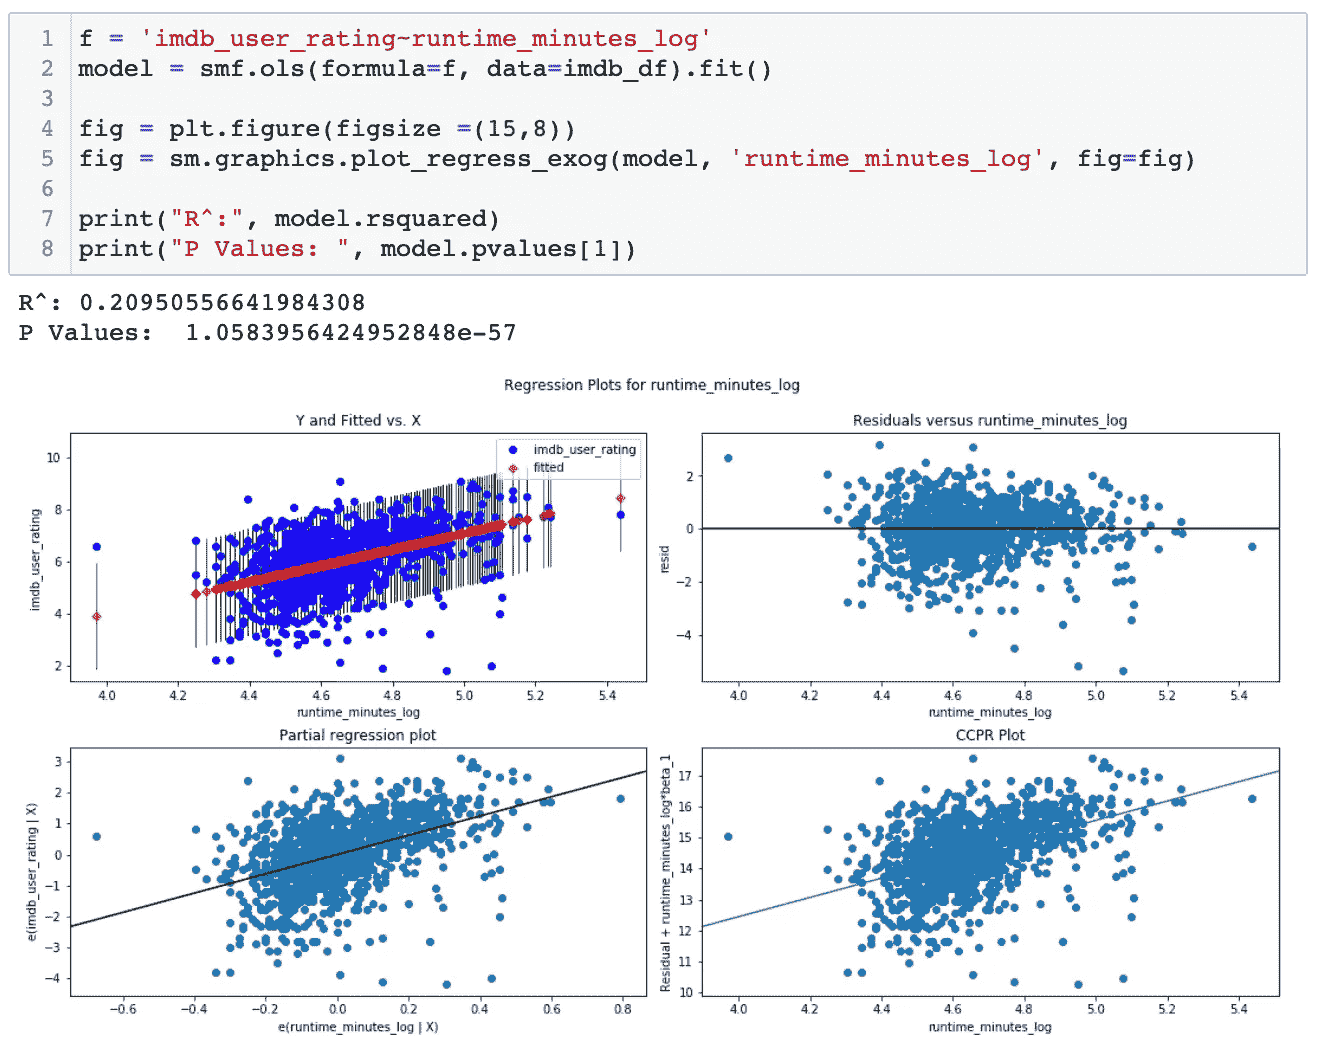 1 f = 'imdb_user_rating~runtime_minutes_log'
2 model = smf.ols(formula=f, data=imdb_df).fit()
3
4 fig = plt.figure(figsize =(15,8))
5 fig = sm.graphics.plot_regress_exog(model, 'runtime_minutes_log', fig=fig)
6
7 print("R^:", model.rsquared)
8 print("P Values: ", model.pvalues[1])
R^: 0.20950556641984308
P Values:  1.0583956424952848e-57
Regression Plots for runtime_minutes_log
Y and Fitted vs. X
imdb_user_rating
fitted
10
8
6
4
2
imdb_user_rating
4.0 4.2 4.4 4.6 4.8 5.0 5.2 5.4
runtime_minutes_log
Residuals versus runtime_minutes_log
2
0
−2
−4
resid
4.0 4.2 4.4 4.6 4.8 5.0 5.2 5.4
runtime_minutes_log
Partial regression plot
3
2
1
0
−1
−2
−3
−4
e(imdb_user_rating | X)
−0.6 −0.4 −0.2 0.0 0.2 0.4 0.6 0.8
e(runtime_minutes_log | X)
CCPR Plot
17
16
15
14
13
12
11
10
Residual + runtime_minutes_log*beta_1
4.0 4.2 4.4 4.6 4.8 5.0 5.2 5.4
runtime_minutes_log